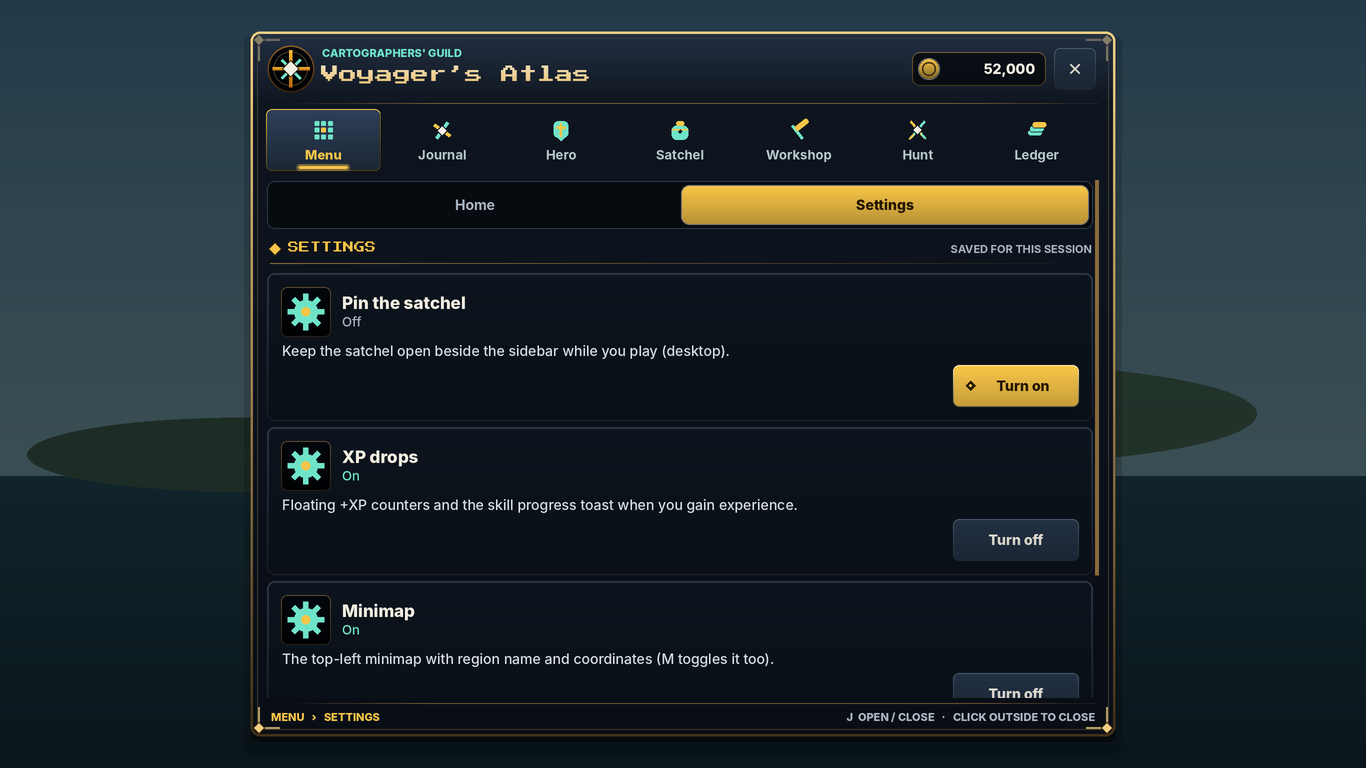 CARTOGRAPHERS' GUILD
Voyager's Atlas
52,000
×
Menu
Journal
Hero
Satchel
Workshop
Hunt
Ledger
Home
Settings
SETTINGS
SAVED FOR THIS SESSION
Pin the satchel
Off
Keep the satchel open beside the sidebar while you play (desktop).
Turn on
XP drops
On
Floating +XP counters and the skill progress toast when you gain experience.
Turn off
Minimap
On
The top-left minimap with region name and coordinates (M toggles it too).
Turn off
MENU › SETTINGS
J OPEN / CLOSE · CLICK OUTSIDE TO CLOSE